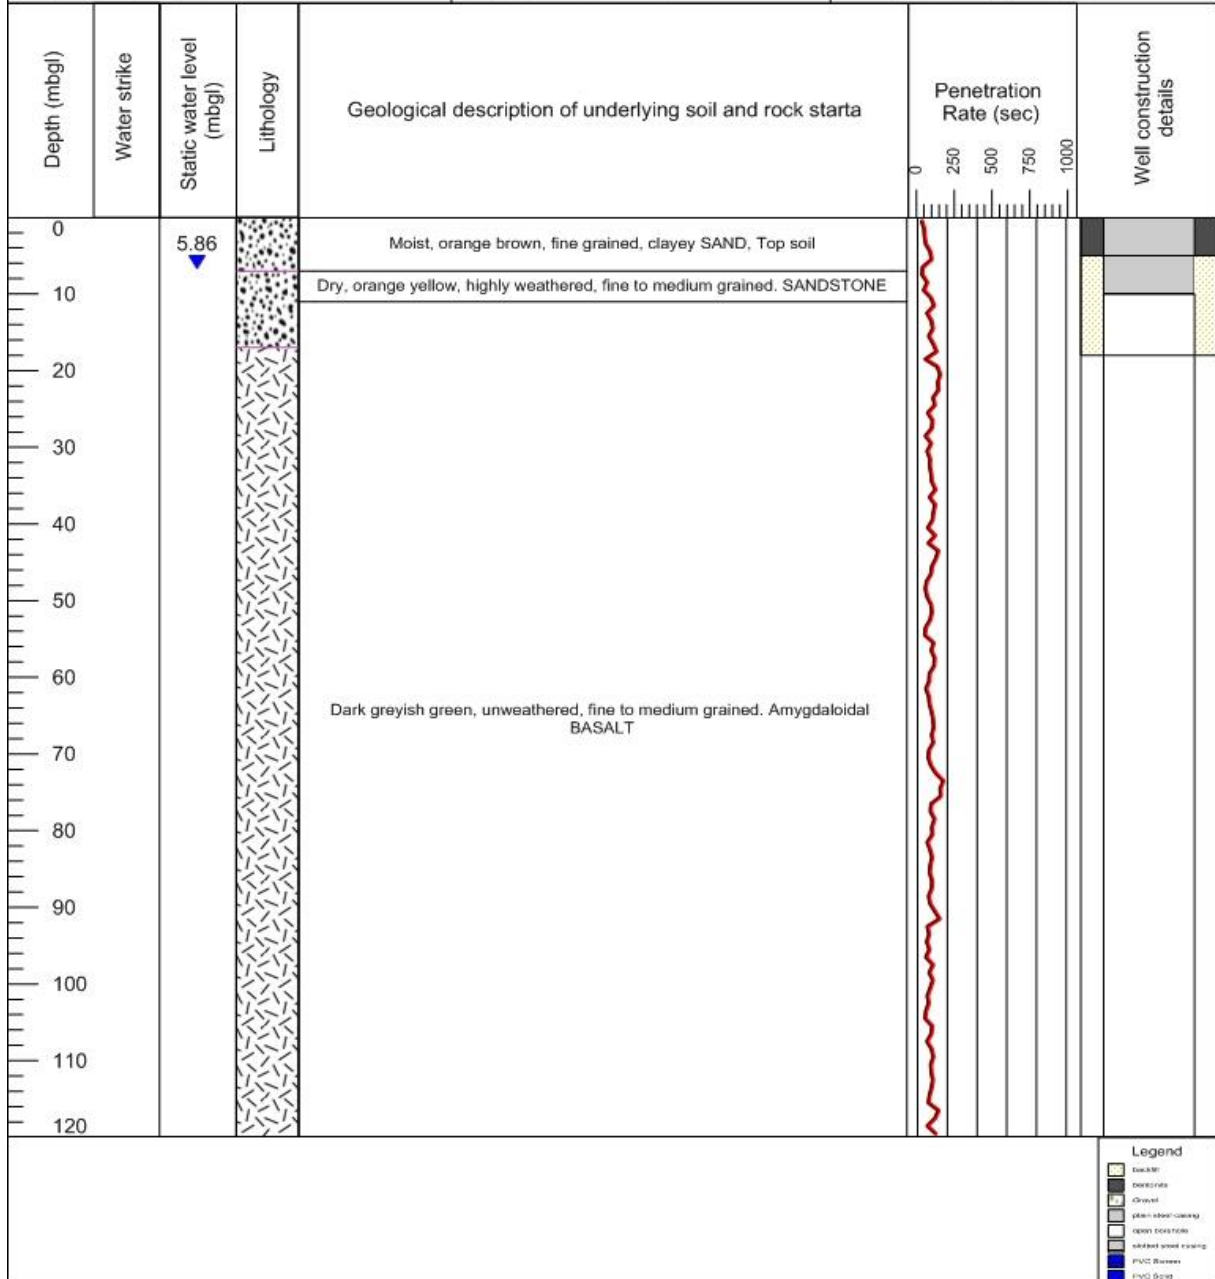 Depth (mbgl)
Water strike
Static water level
(mbgl)
Lithology
Geological description of underlying soil and rock starta
Penetration
Rate (sec)
0
250
500
750
1000
Well construction
details
0
5.86
Moist, orange brown, fine grained, clayey SAND, Top soil
Dry, orange yellow, highly weathered, fine to medium grained. SANDSTONE
10
20
30
40
50
60
Dark greyish green, unweathered, fine to medium grained. Amygdaloidal
BASALT
70
80
90
100
110
120
Legend
backfill
bentonite
Gravel
plain steel casing
open borehole
slotted steel casing
PVC Screen
PVC Solid